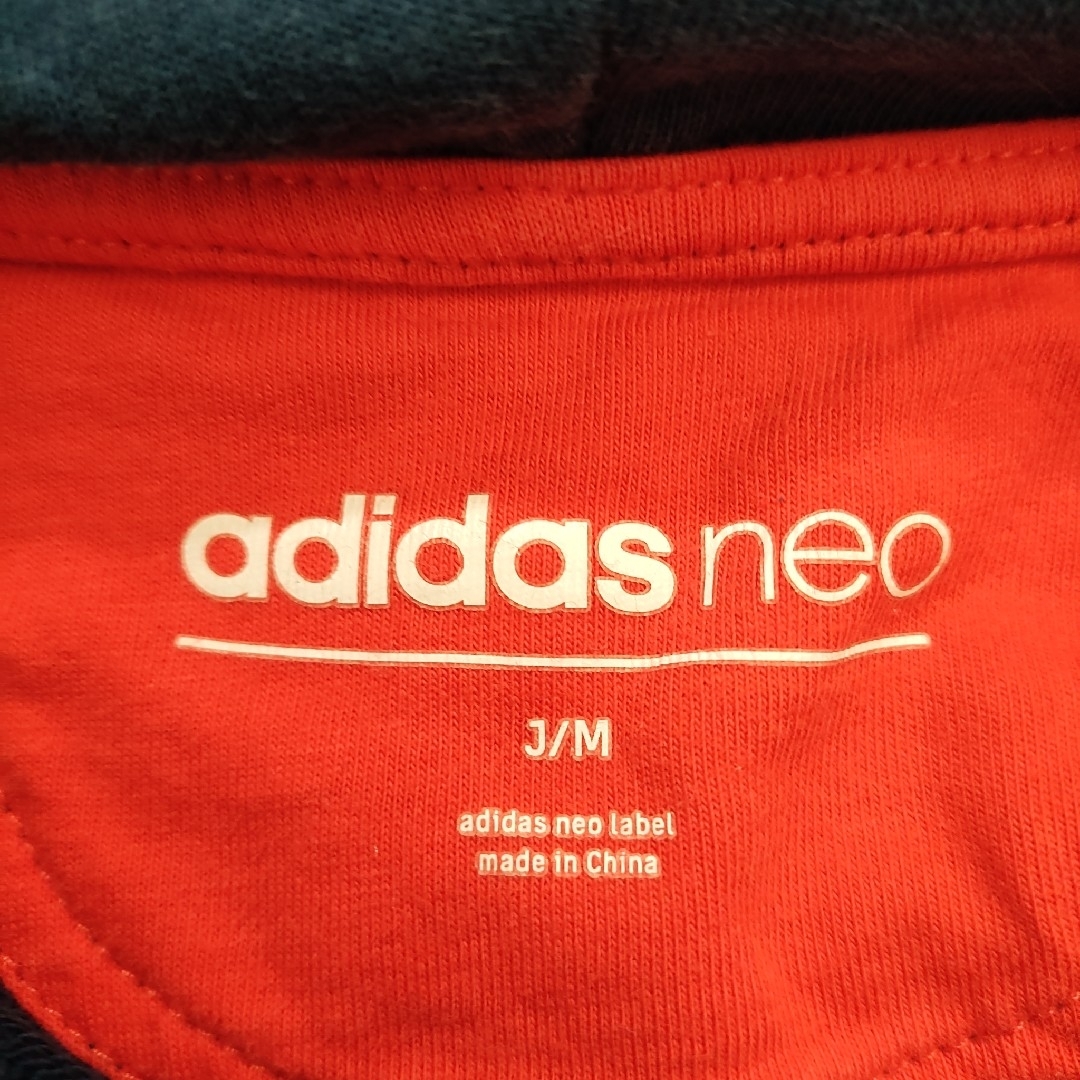 adidas neo
J/M
adidas neo label
made in China